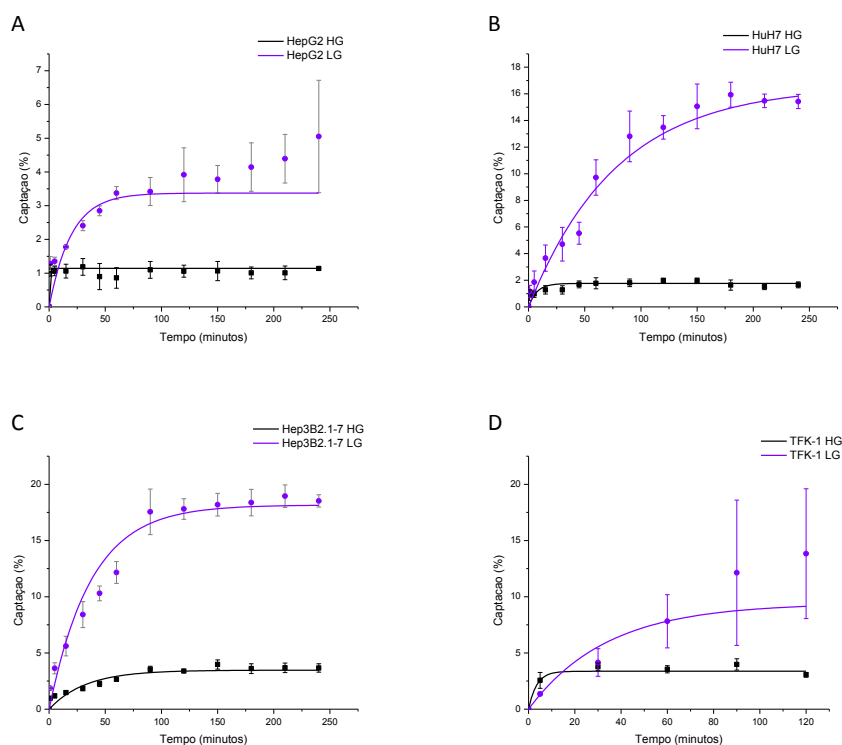 A
HepG2 HG
HepG2 LG
7
6
5
4
3
2
1
0
Captaçao (%)
0 50 100 150 200 250
Tempo (minutos)
B
HuH7 HG
HuH7 LG
18
16
14
12
10
8
6
4
2
0
Captaçao (%)
0 50 100 150 200 250
Tempo (minutos)
C
Hep3B2.1-7 HG
Hep3B2.1-7 LG
20
15
10
5
0
Captaçao (%)
0 50 100 150 200 250
Tempo (minutos)
D
TFK-1 HG
TFK-1 LG
20
15
10
5
0
Captaçao (%)
0 20 40 60 80 100 120
Tempo (minutos)